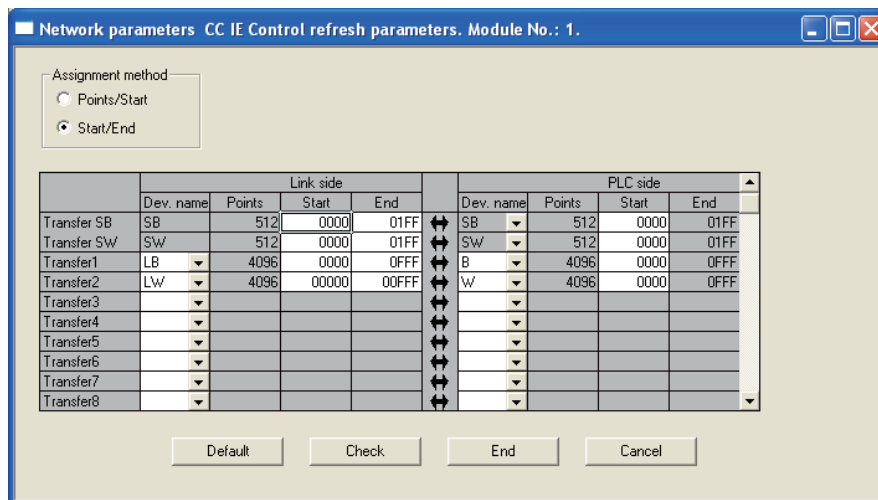 Network parameters CC IE Control refresh parameters. Module No.: 1.
Assignment method
Points/Start
Start/End
Link side PLC side
Dev. name Points Start End Dev. name Points Start End
Transfer SB SB 512 0000 01FF SB 512 0000 01FF
Transfer SW SW 512 0000 01FF SW 512 0000 01FF
Transfer1 LB 4096 0000 0FFF B 4096 0000 0FFF
Transfer2 LW 4096 00000 00FFF W 4096 0000 0FFF
Transfer3
Transfer4
Transfer5
Transfer6
Transfer7
Transfer8
Default Check End Cancel